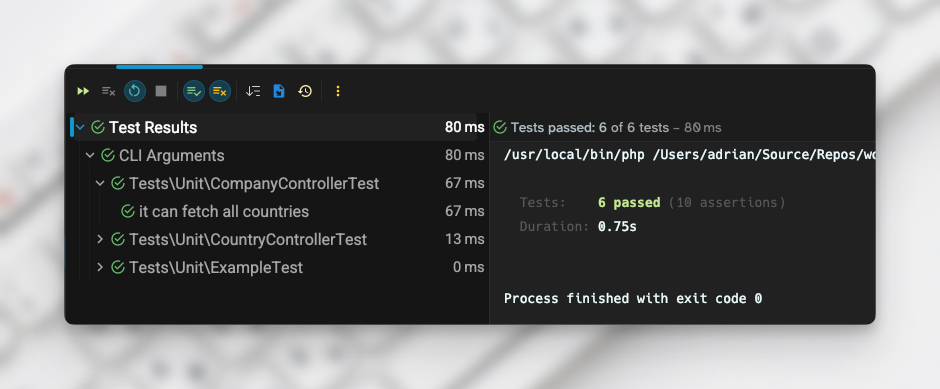 Test Results 80 ms
CLI Arguments 80 ms
Tests\Unit\CompanyControllerTest 67 ms
it can fetch all countries 67 ms
Tests\Unit\CountryControllerTest 13 ms
Tests\Unit\ExampleTest 0 ms
Tests passed: 6 of 6 tests – 80 ms
/usr/local/bin/php /Users/adrian/Source/Repos/wo
Tests: 6 passed (10 assertions)
Duration: 0.75s
Process finished with exit code 0